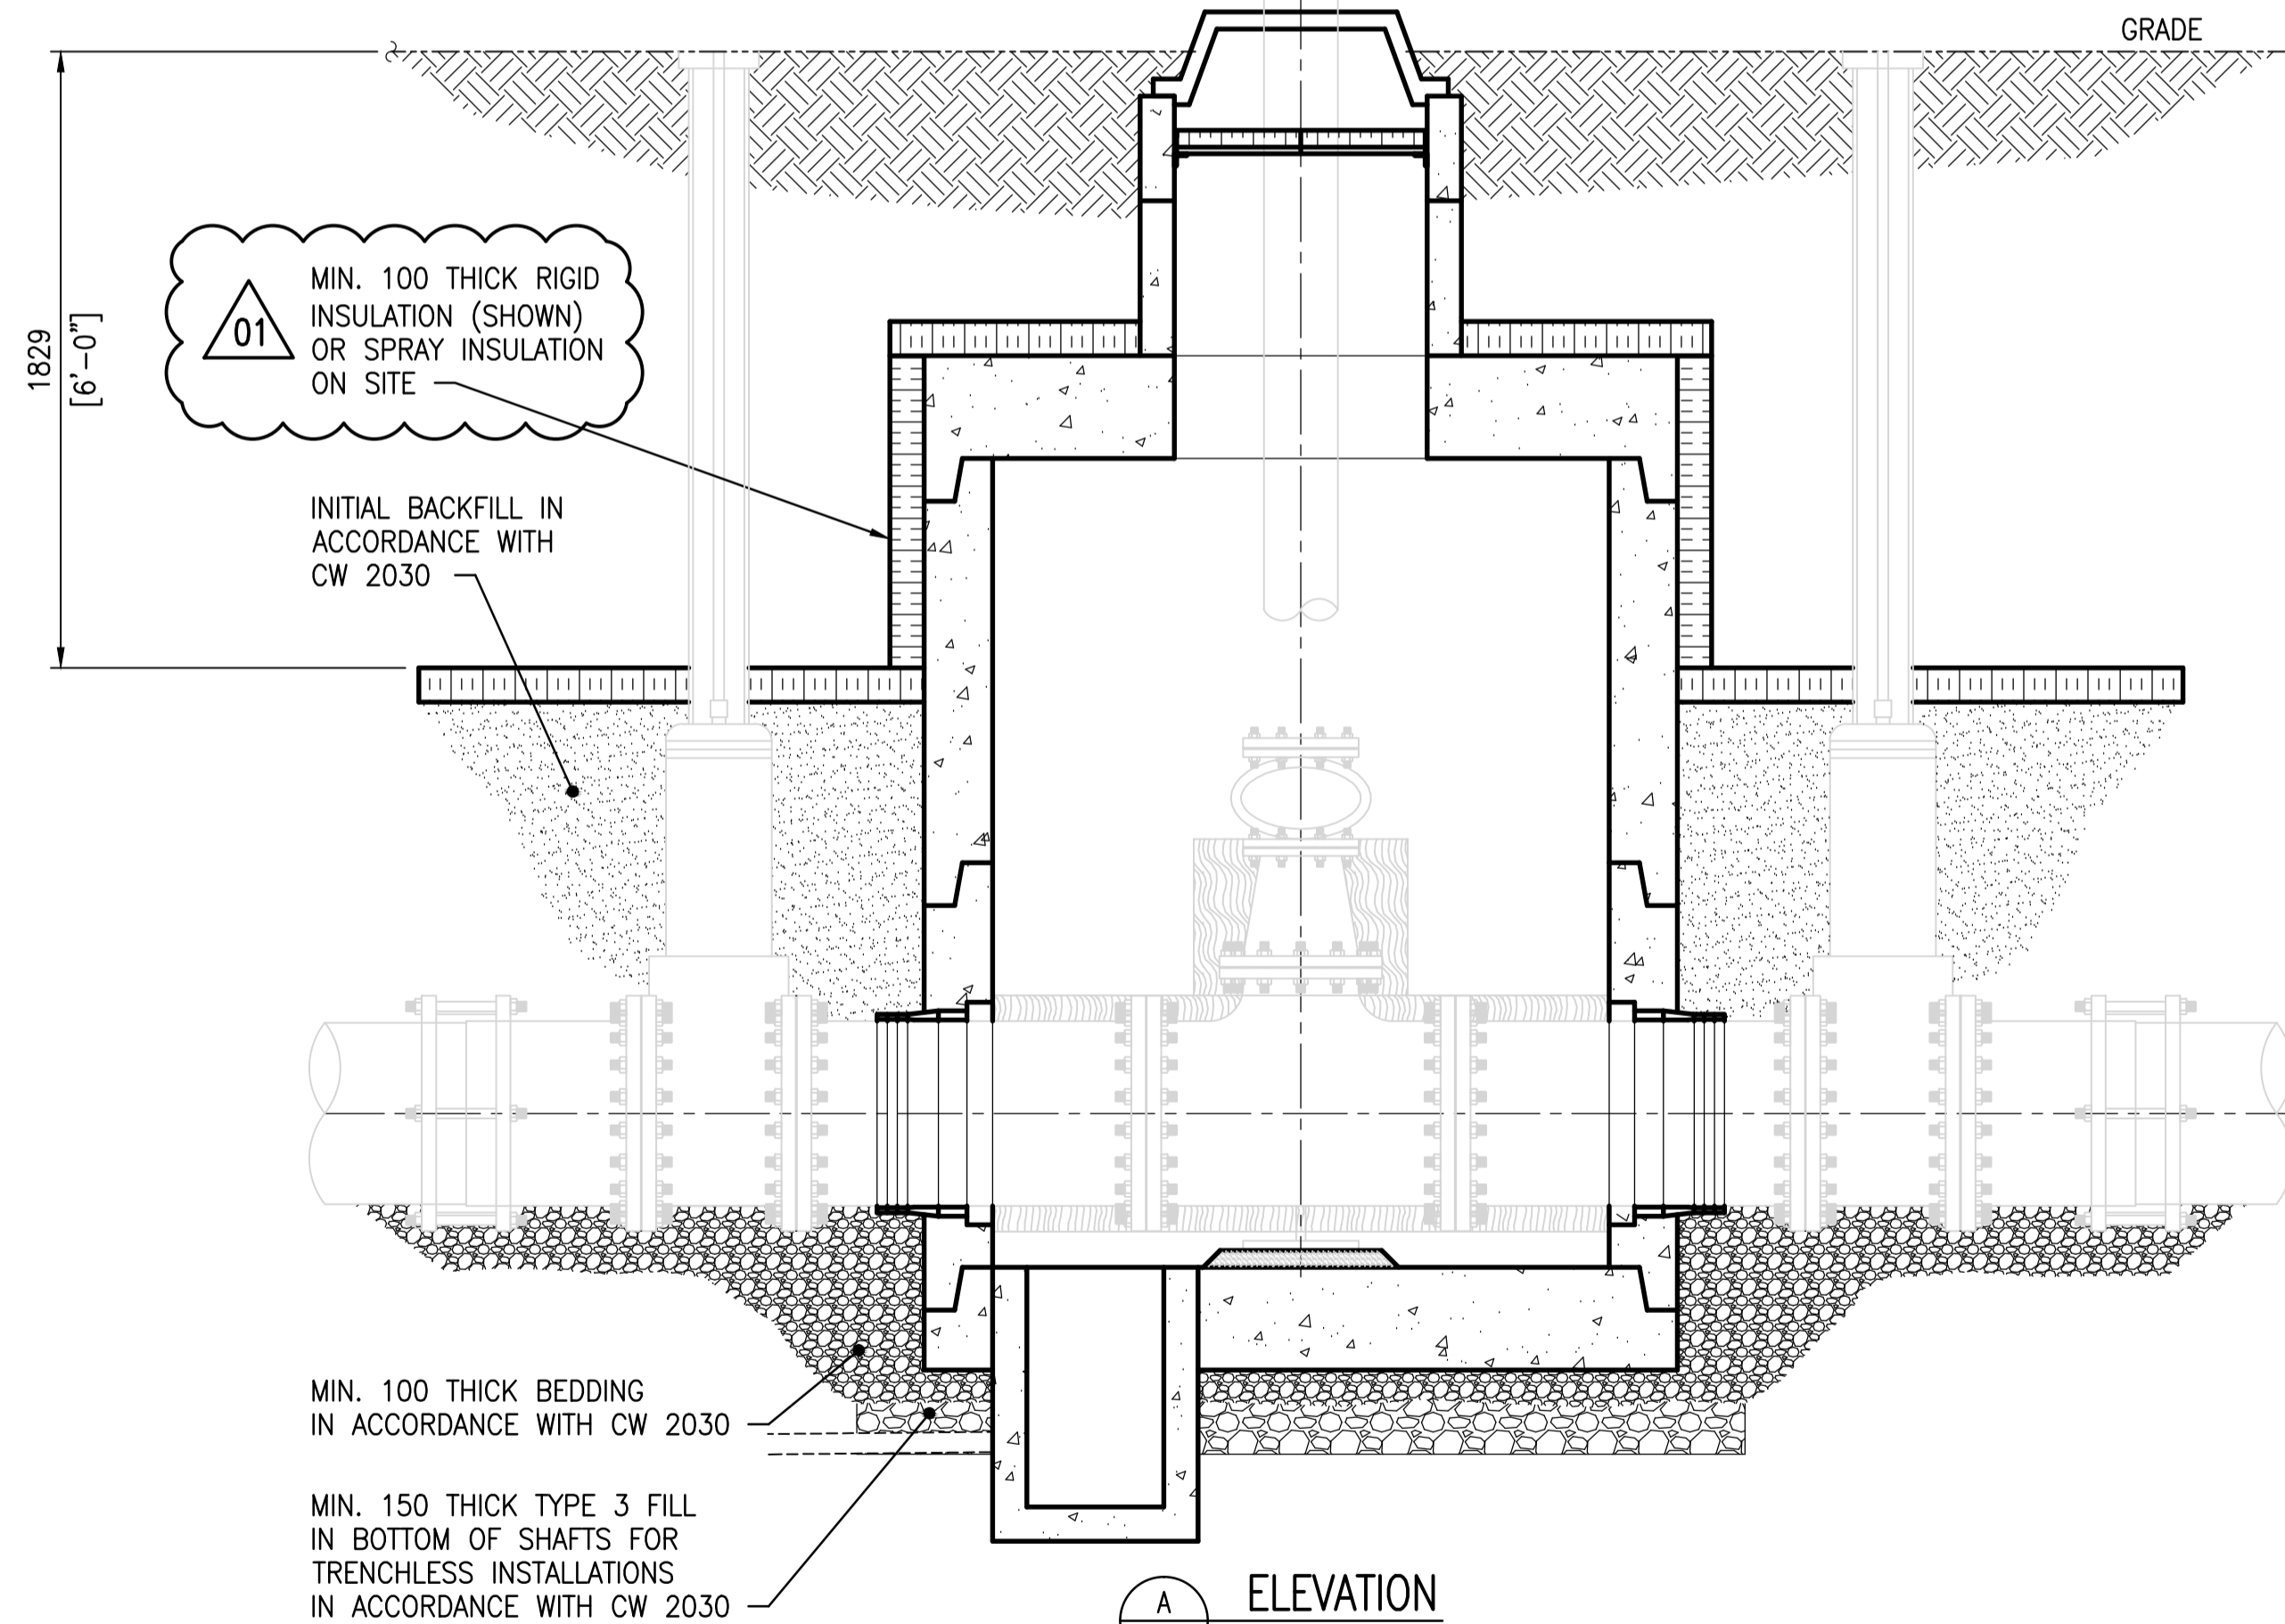 GRADE
1829
[6'-0"]
01
MIN. 100 THICK RIGID
INSULATION (SHOWN)
OR SPRAY INSULATION
ON SITE
INITIAL BACKFILL IN
ACCORDANCE WITH
CW 2030
MIN. 100 THICK BEDDING
IN ACCORDANCE WITH CW 2030
MIN. 150 THICK TYPE 3 FILL
IN BOTTOM OF SHAFTS FOR
TRENCHLESS INSTALLATIONS
IN ACCORDANCE WITH CW 2030
A
ELEVATION